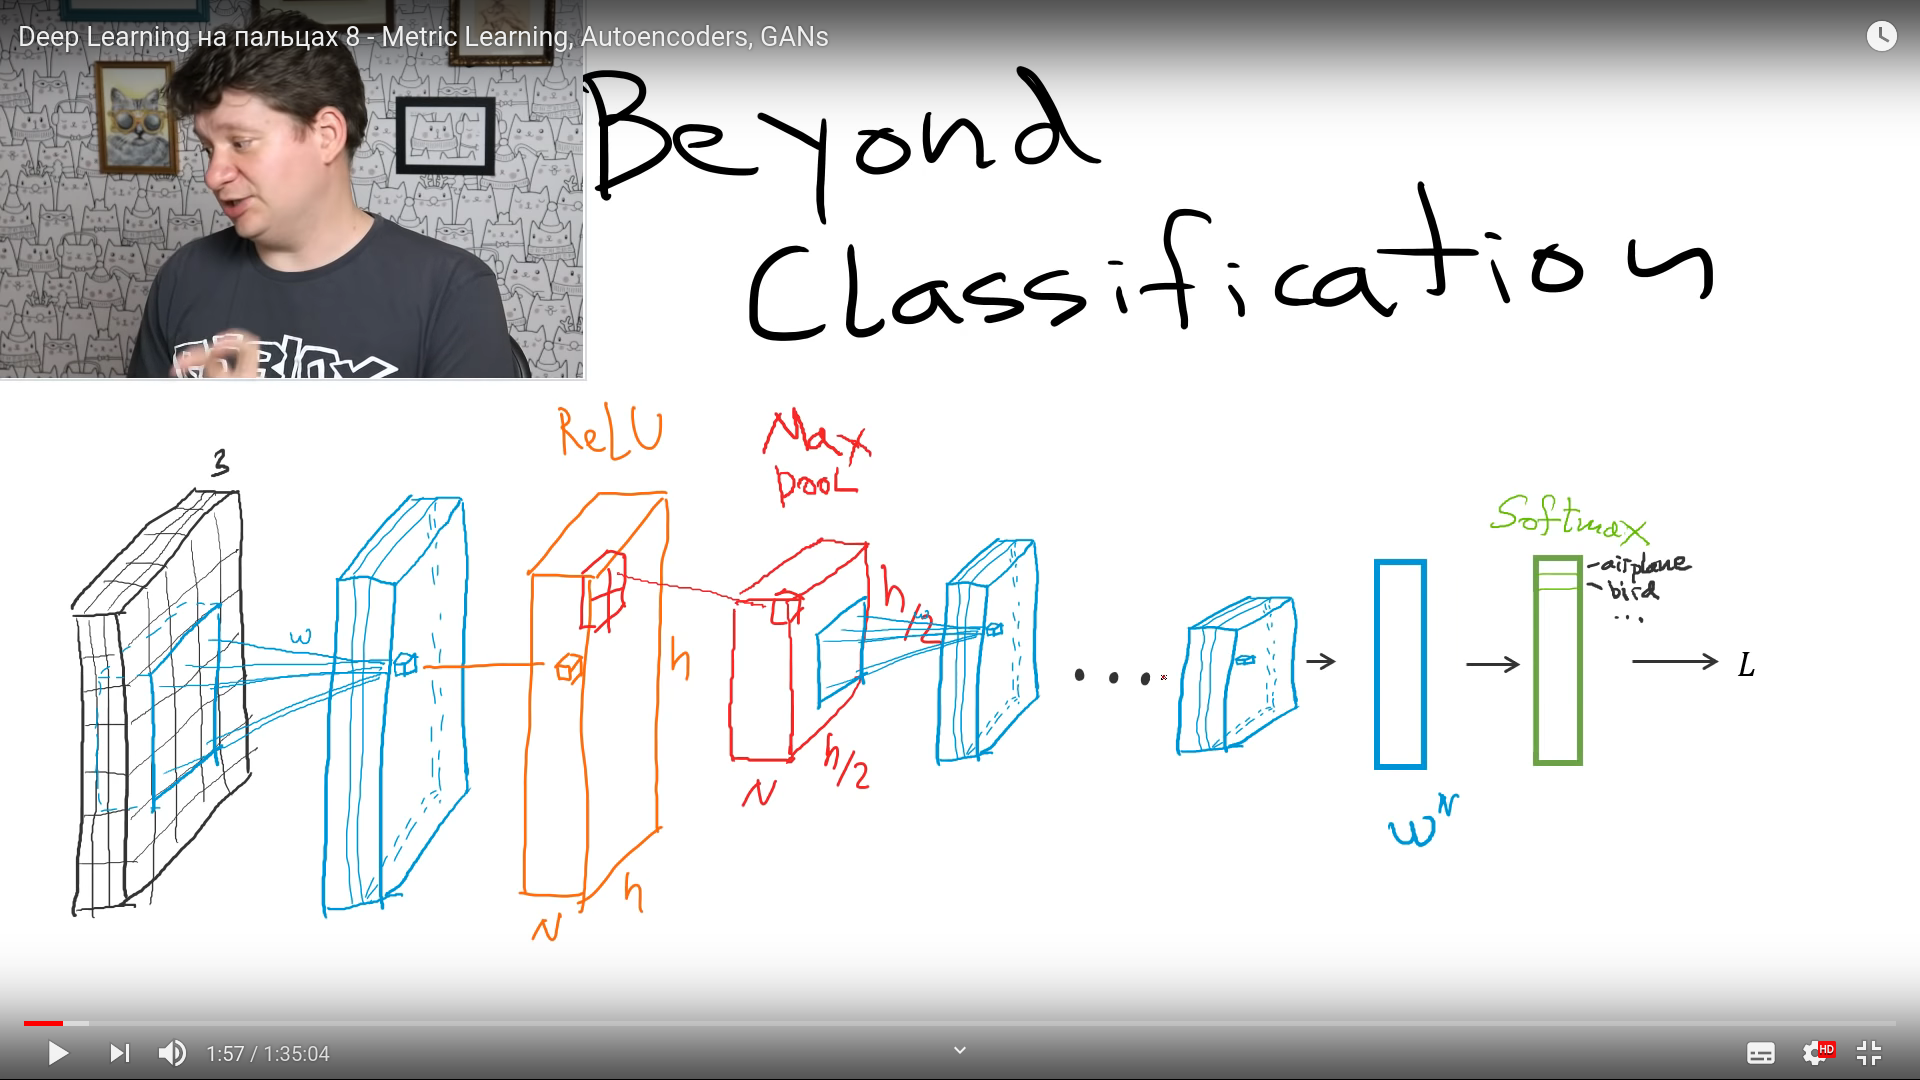 Deep Learning на пальцах 8 - Metric Learning, Autoencoders, GANs
Beyond
Classification
ReLU
Max
pool
3
Softmax
-airplane
-bird
...
w
h
h/2
w
L
h/2
N
h
N
w^N
1:57 / 1:35:04
HD